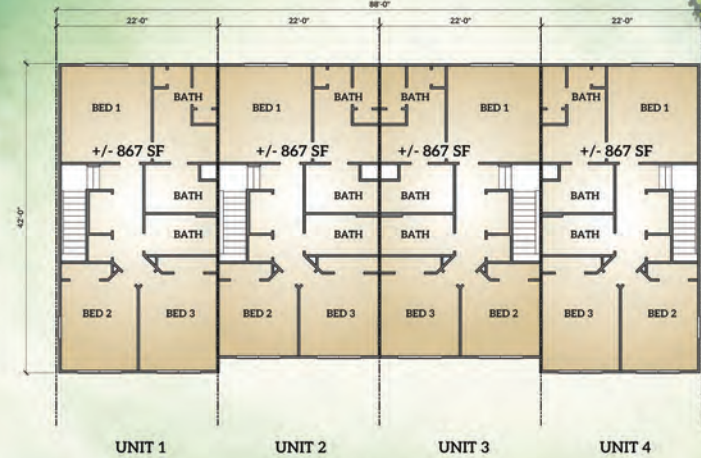 88'-0"
22'-0" 22'-0" 22'-0" 22'-0"
BED 1 BATH BED 1 BATH BATH BED 1 BATH BED 1
+/- 867 SF +/- 867 SF +/- 867 SF +/- 867 SF
42'-0"
BATH BATH BATH BATH
BATH BATH BATH BATH
BED 2 BED 3 BED 2 BED 3 BED 3 BED 2 BED 3 BED 2
UNIT 1 UNIT 2 UNIT 3 UNIT 4